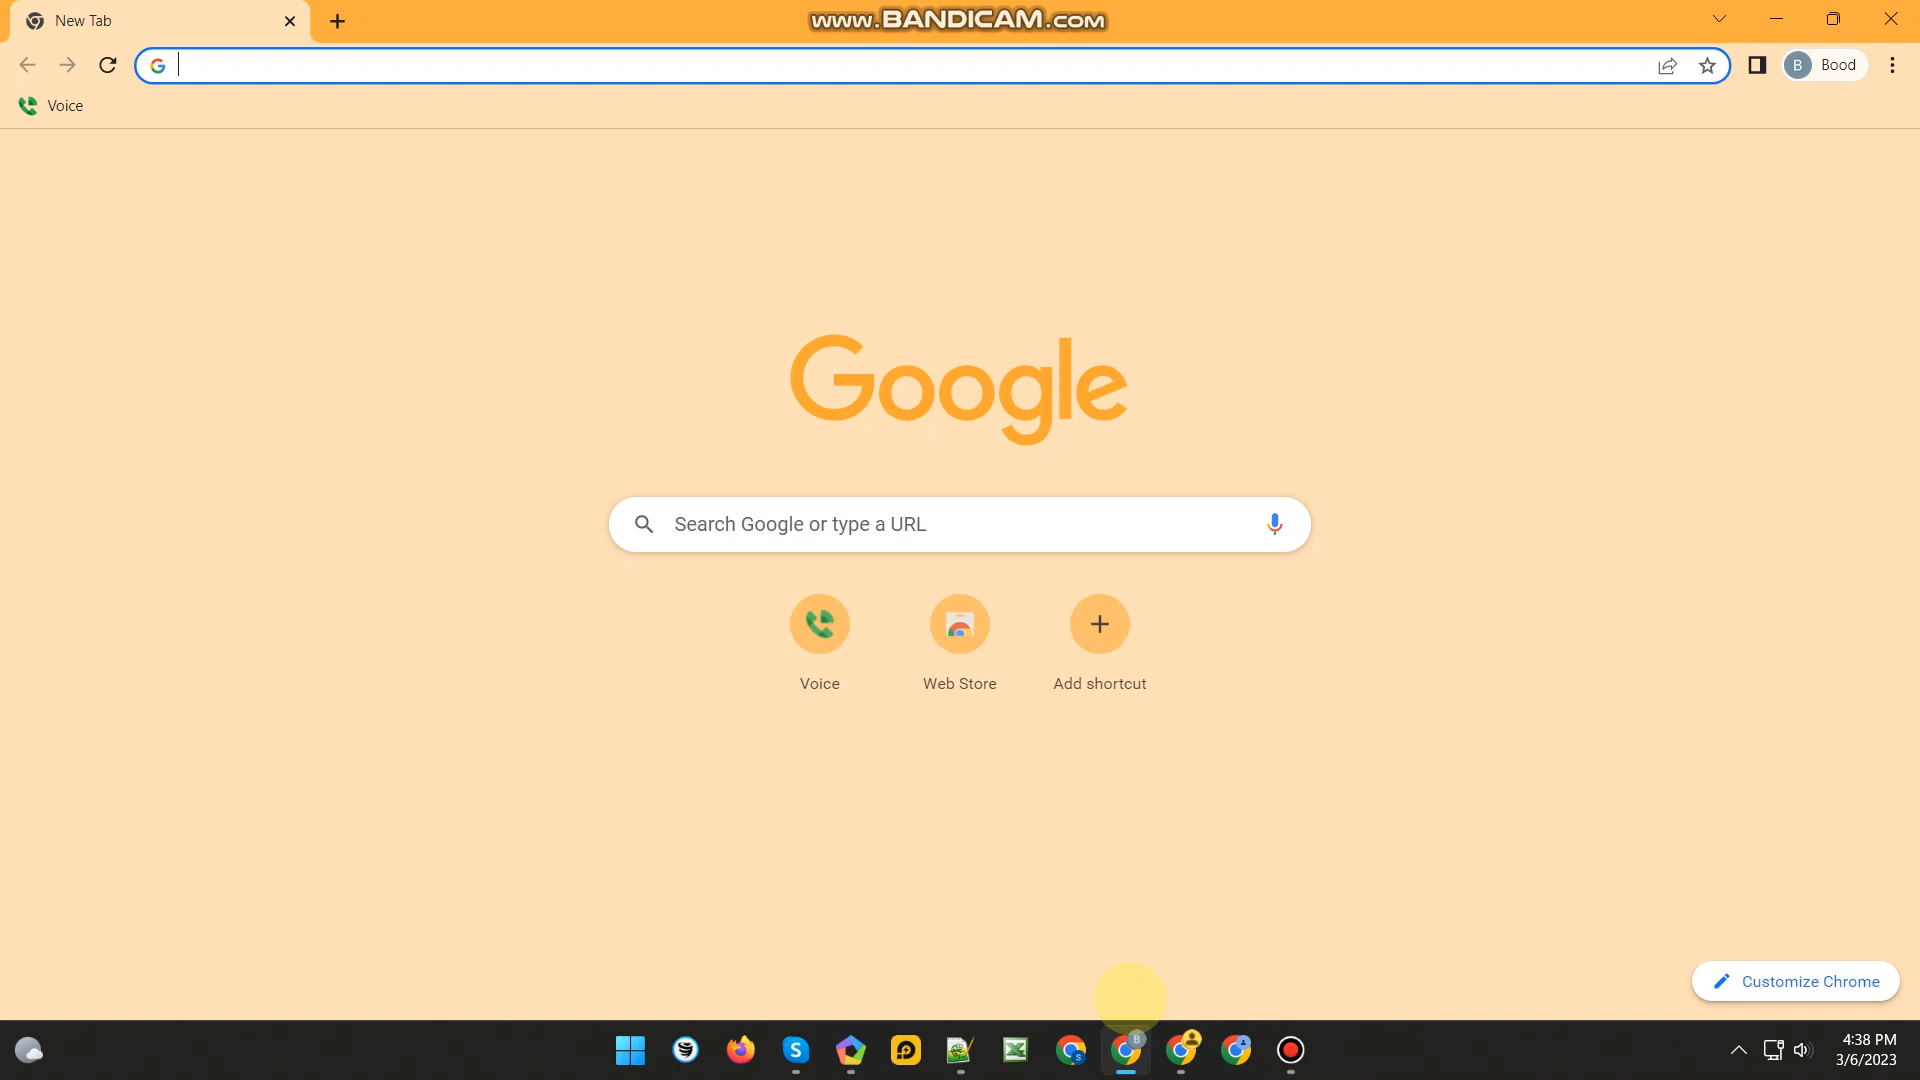 New Tab
www.BANDICAM.com
B Bood
Voice
Google
Search Google or type a URL
Voice
Web Store
Add shortcut
Customize Chrome
4:38 PM
3/6/2023